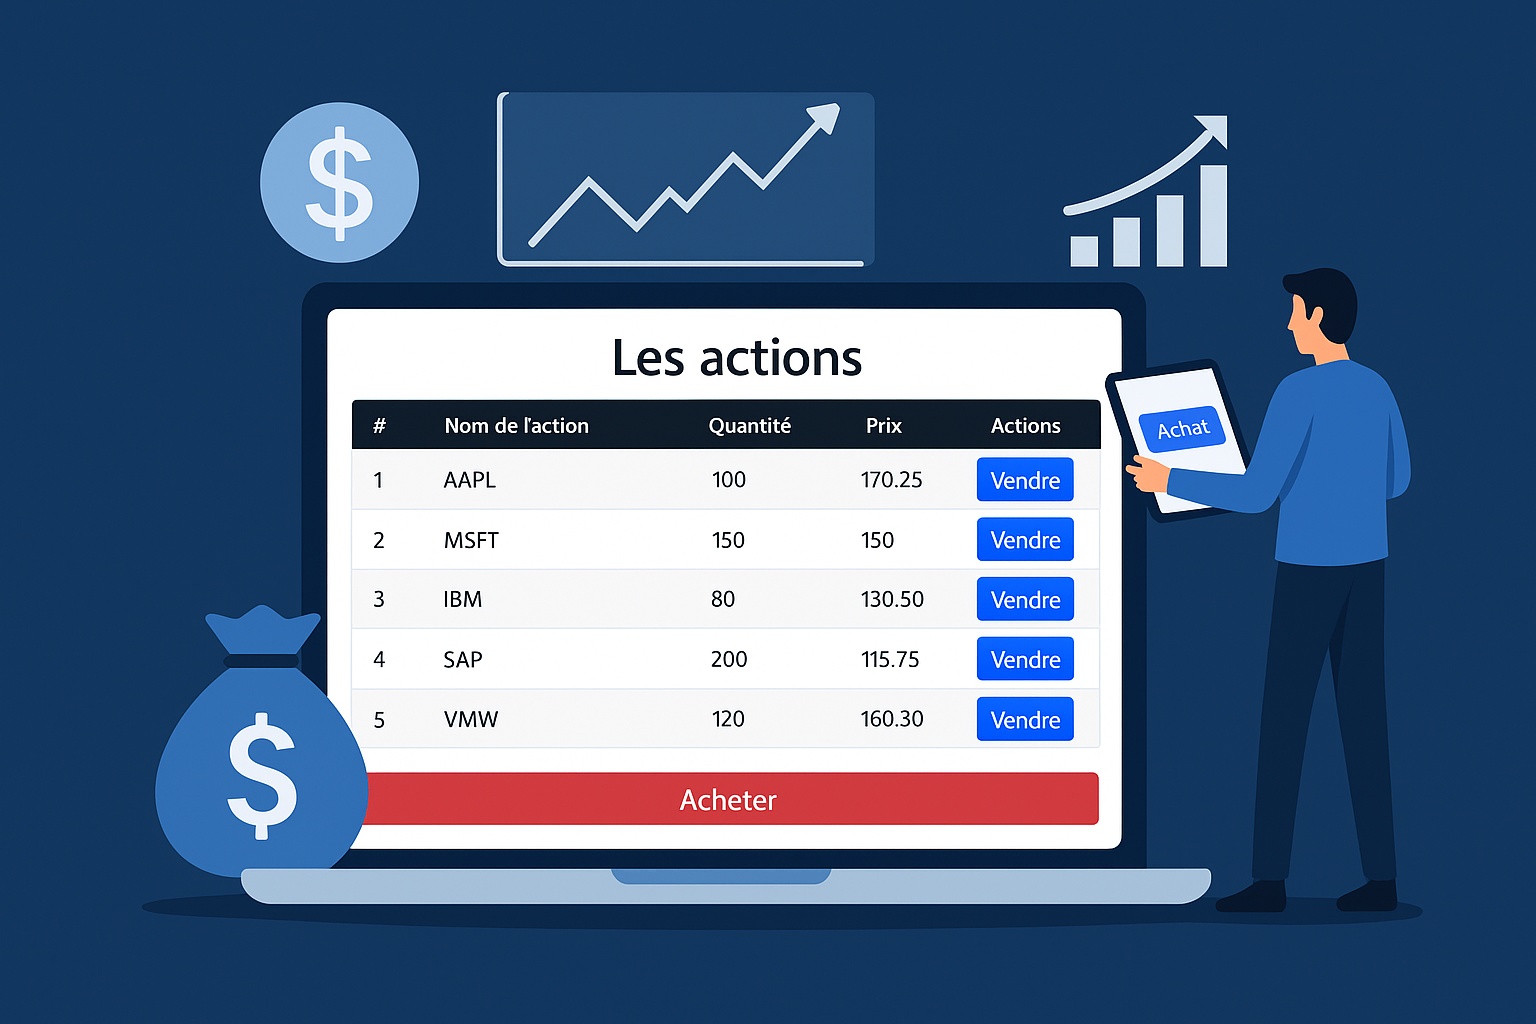 $
Les actions
# Nom de l'action Quantité Prix Actions
1 AAPL 100 170.25 Vendre
2 MSFT 150 150 Vendre
3 IBM 80 130.50 Vendre
4 SAP 200 115.75 Vendre
5 VMW 120 160.30 Vendre
Acheter
Achat
$